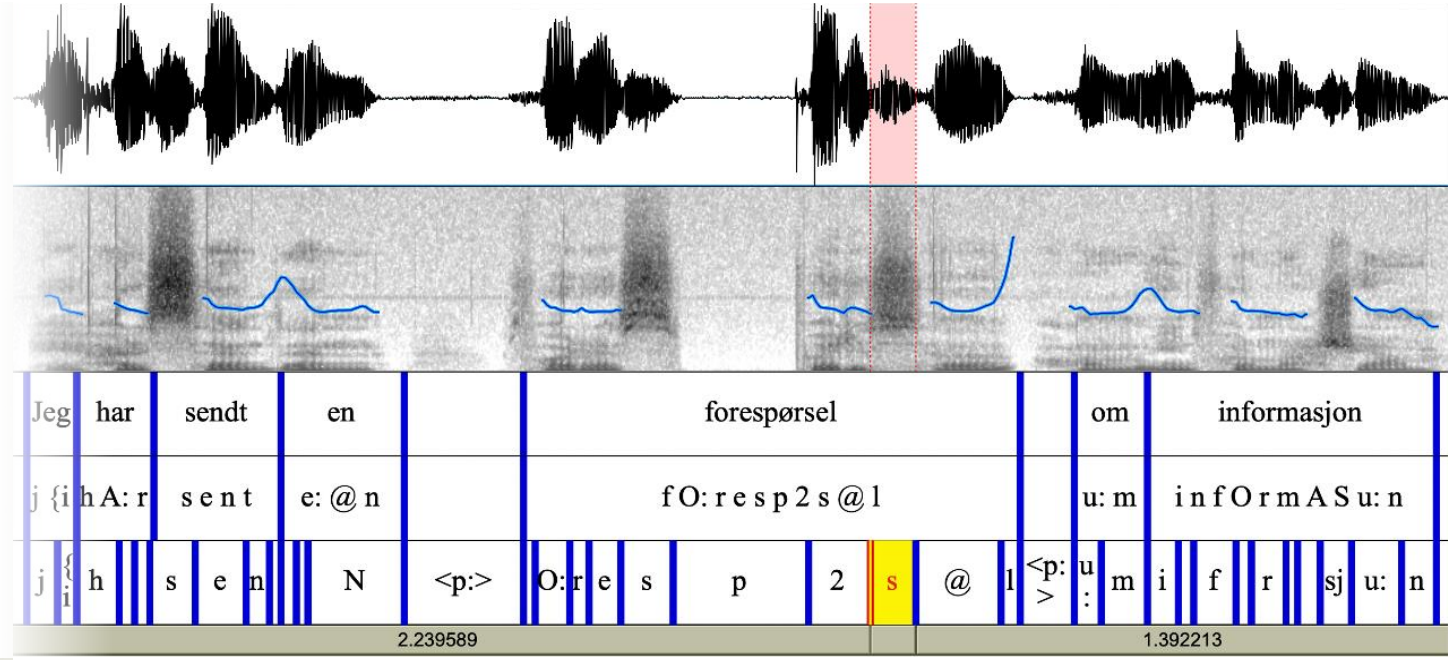 Jeg har sendt en forespørsel om informasjon
j {i h A: r s e n t e: @ n f O: r e s p 2 s @ l u: m i n f O r m A S u: n
j { i h s e n N <p:> O: r e s p 2 s @ l <p:> u : m i f r sj u: n
2.239589 1.392213